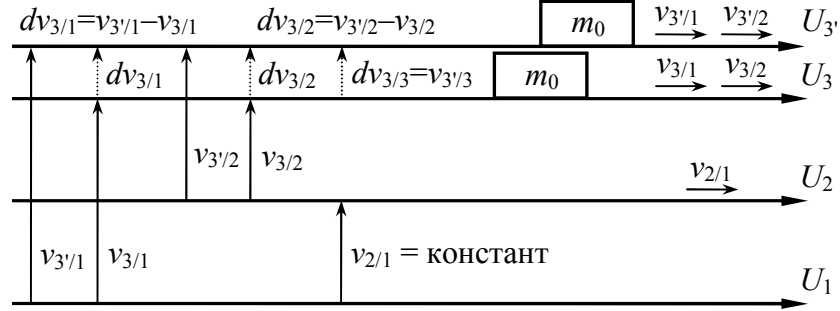 dv3/1=v3'/1–v3/1 dv3/2=v3'/2–v3/2 m0 v3'/1 v3'/2 U3'
dv3/1 dv3/2 dv3/3=v3'/3 m0 v3/1 v3/2 U3
v3'/2 v3/2 v2/1 U2
v3'/1 v3/1 v2/1 = констант U1